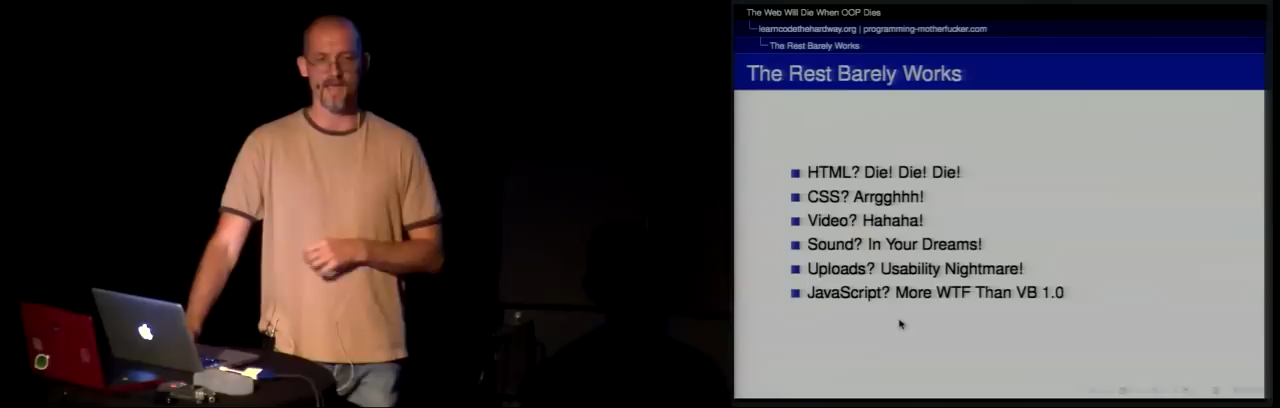 The Web Will Die When OOP Dies
learncodethehardway.org | programming-motherfucker.com
The Rest Barely Works
The Rest Barely Works
HTML? Die! Die! Die!
CSS? Arrgghhh!
Video? Hahaha!
Sound? In Your Dreams!
Uploads? Usability Nightmare!
JavaScript? More WTF Than VB 1.0